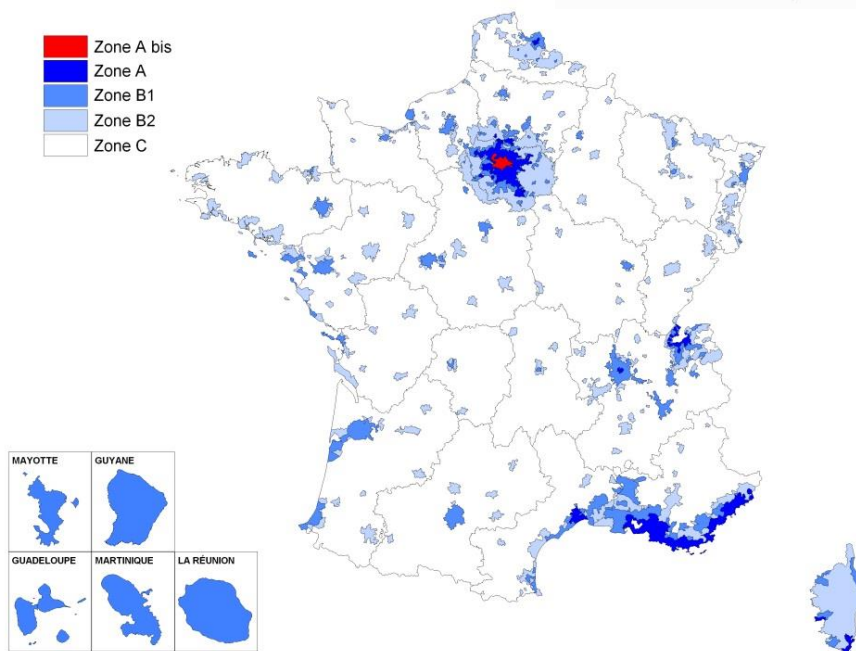 Zone A bis
Zone A
Zone B1
Zone B2
Zone C
MAYOTTE
GUYANE
GUADELOUPE
MARTINIQUE
LA RÉUNION